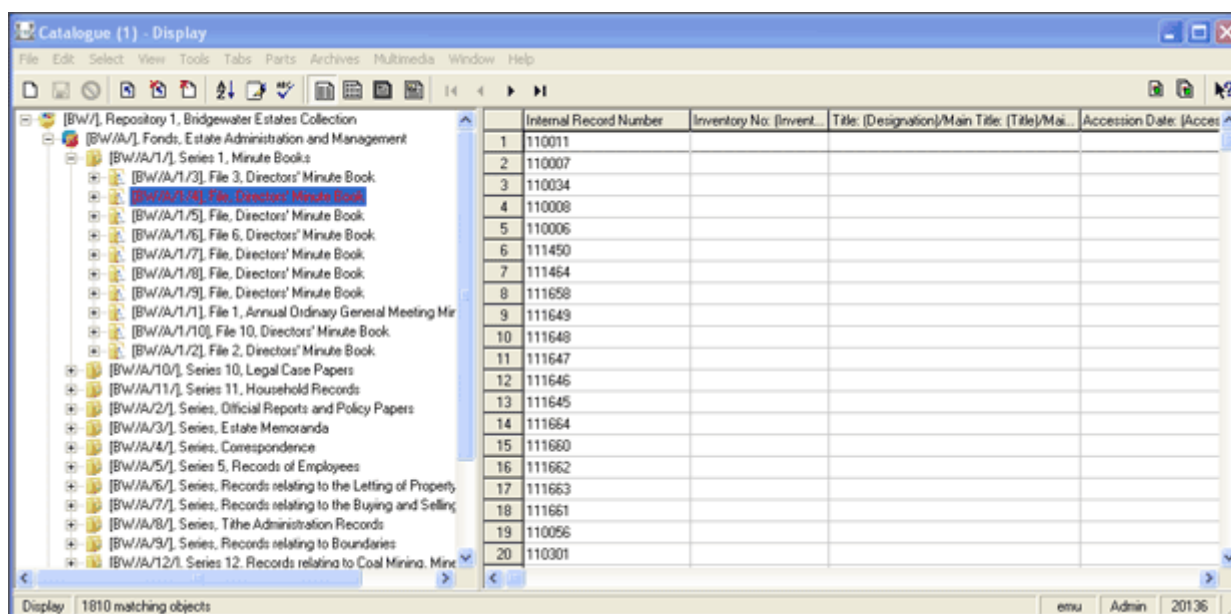 Catalogue (1) - Display
File Edit Select View Tools Tabs Parts Archives Multimedia Window Help
[BW/], Repository 1, Bridgewater Estates Collection
[BW//A/], Fonds, Estate Administration and Management
[BW//A/1/], Series 1, Minute Books
[BW//A/1/3], File 3, Directors' Minute Book
[BW//A/1/4], File, Directors' Minute Book
[BW//A/1/5], File, Directors' Minute Book
[BW//A/1/6], File 6, Directors' Minute Book
[BW//A/1/7], File, Directors' Minute Book
[BW//A/1/8], File, Directors' Minute Book
[BW//A/1/9], File, Directors' Minute Book
[BW//A/1/1], File 1, Annual Ordinary General Meeting Mir
[BW//A/1/10], File 10, Directors' Minute Book
[BW//A/1/2], File 2, Directors' Minute Book
[BW//A/10/], Series 10, Legal Case Papers
[BW//A/11/], Series 11, Household Records
[BW//A/2/], Series, Official Reports and Policy Papers
[BW//A/3/], Series, Estate Memoranda
[BW//A/4/], Series, Correspondence
[BW//A/5/], Series 5, Records of Employees
[BW//A/6/], Series, Records relating to the Letting of Property
[BW//A/7/], Series, Records relating to the Buying and Selling
[BW//A/8/], Series, Tithe Administration Records
[BW//A/9/], Series, Records relating to Boundaries
[BW//A/12/], Series 12, Records relating to Coal Mining, Mine
Internal Record Number Inventory No: (Invent... Title: (Designation)/Main Title: (Title)/Mai... Accession Date: (Acces
1 110011
2 110007
3 110034
4 110008
5 110006
6 111450
7 111464
8 111658
9 111649
10 111648
11 111647
12 111646
13 111645
14 111664
15 111660
16 111662
17 111663
18 111661
19 110056
20 110301
Display 1810 matching objects emu Admin 20136